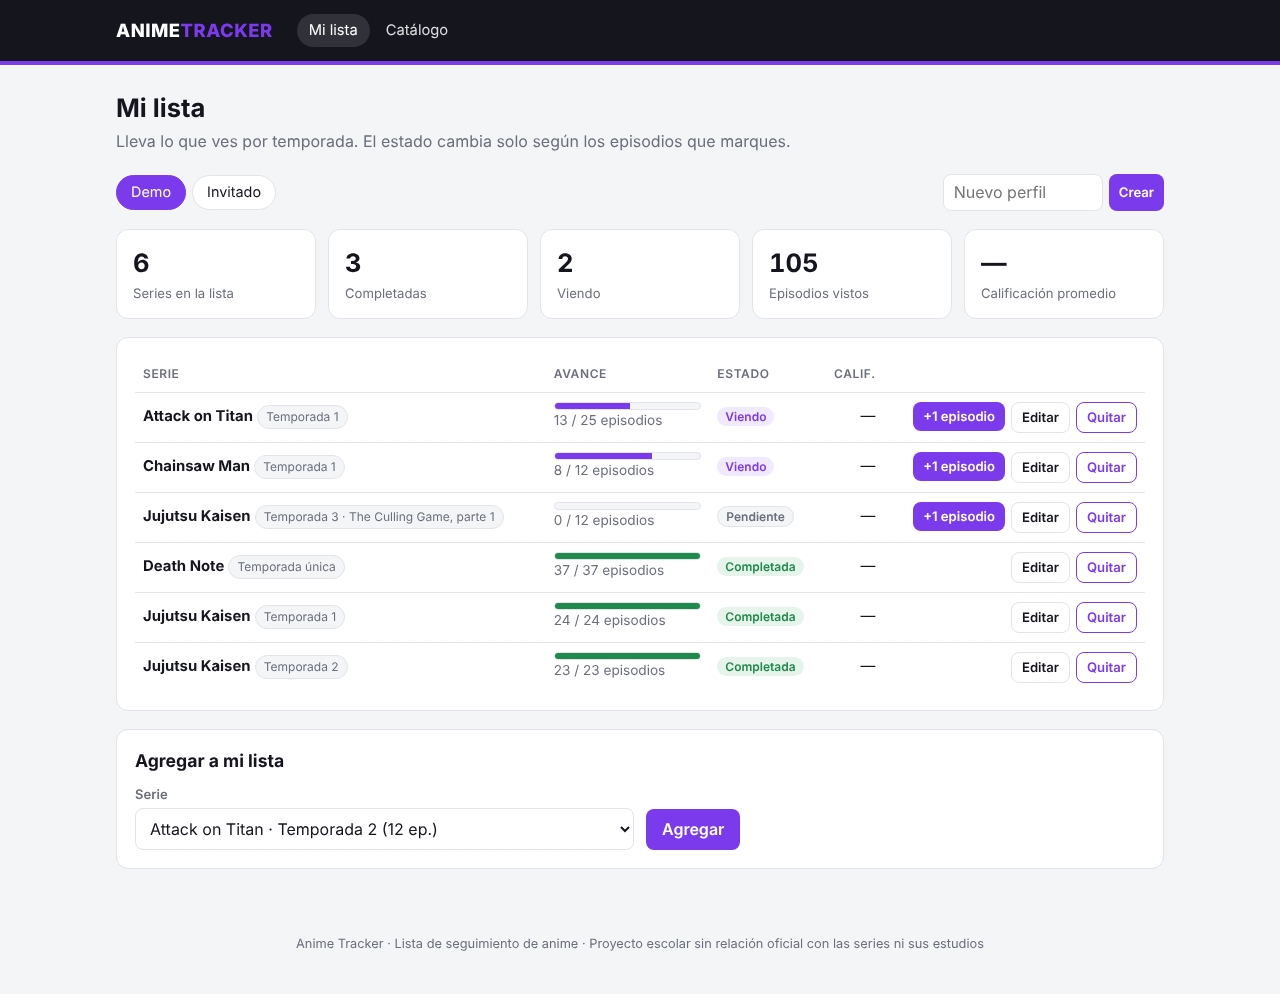 ANIMETRACKER Mi lista Catálogo
Mi lista
Lleva lo que ves por temporada. El estado cambia solo según los episodios que marques.
Demo Invitado Nuevo perfil Crear
6 3 2 105 —
Series en la lista Completadas Viendo Episodios vistos Calificación promedio
SERIE AVANCE ESTADO CALIF.
Attack on Titan Temporada 1 13 / 25 episodios Viendo — +1 episodio Editar Quitar
Chainsaw Man Temporada 1 8 / 12 episodios Viendo — +1 episodio Editar Quitar
Jujutsu Kaisen Temporada 3 · The Culling Game, parte 1 0 / 12 episodios Pendiente — +1 episodio Editar Quitar
Death Note Temporada única 37 / 37 episodios Completada — Editar Quitar
Jujutsu Kaisen Temporada 1 24 / 24 episodios Completada — Editar Quitar
Jujutsu Kaisen Temporada 2 23 / 23 episodios Completada — Editar Quitar
Agregar a mi lista
Serie
Attack on Titan · Temporada 2 (12 ep.) Agregar
Anime Tracker · Lista de seguimiento de anime · Proyecto escolar sin relación oficial con las series ni sus estudios